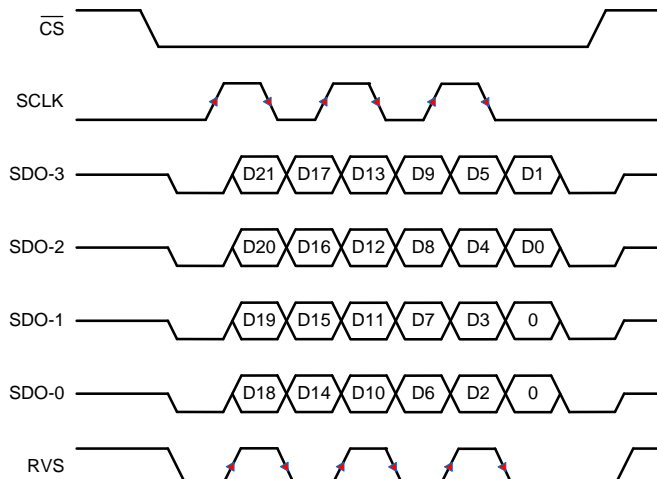 CS
SCLK
SDO-3 D21 D17 D13 D9 D5 D1
SDO-2 D20 D16 D12 D8 D4 D0
SDO-1 D19 D15 D11 D7 D3 0
SDO-0 D18 D14 D10 D6 D2 0
RVS